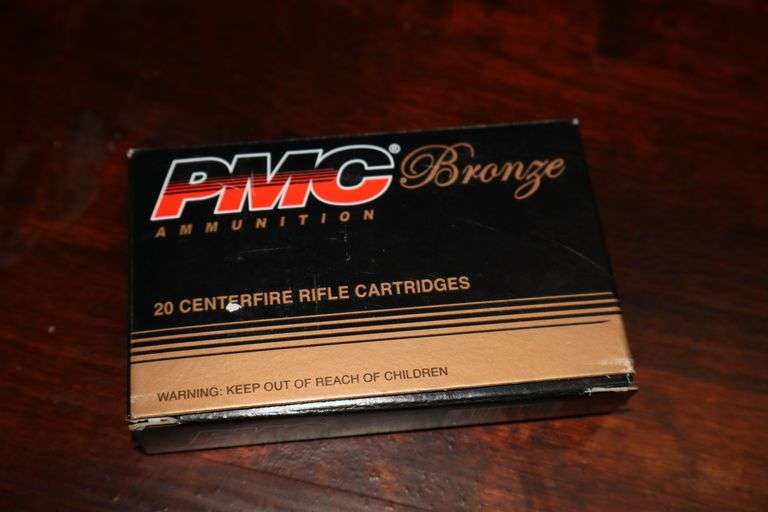 PMC® Bronze
AMMUNITION
20 CENTERFIRE RIFLE CARTRIDGES
WARNING: KEEP OUT OF REACH OF CHILDREN